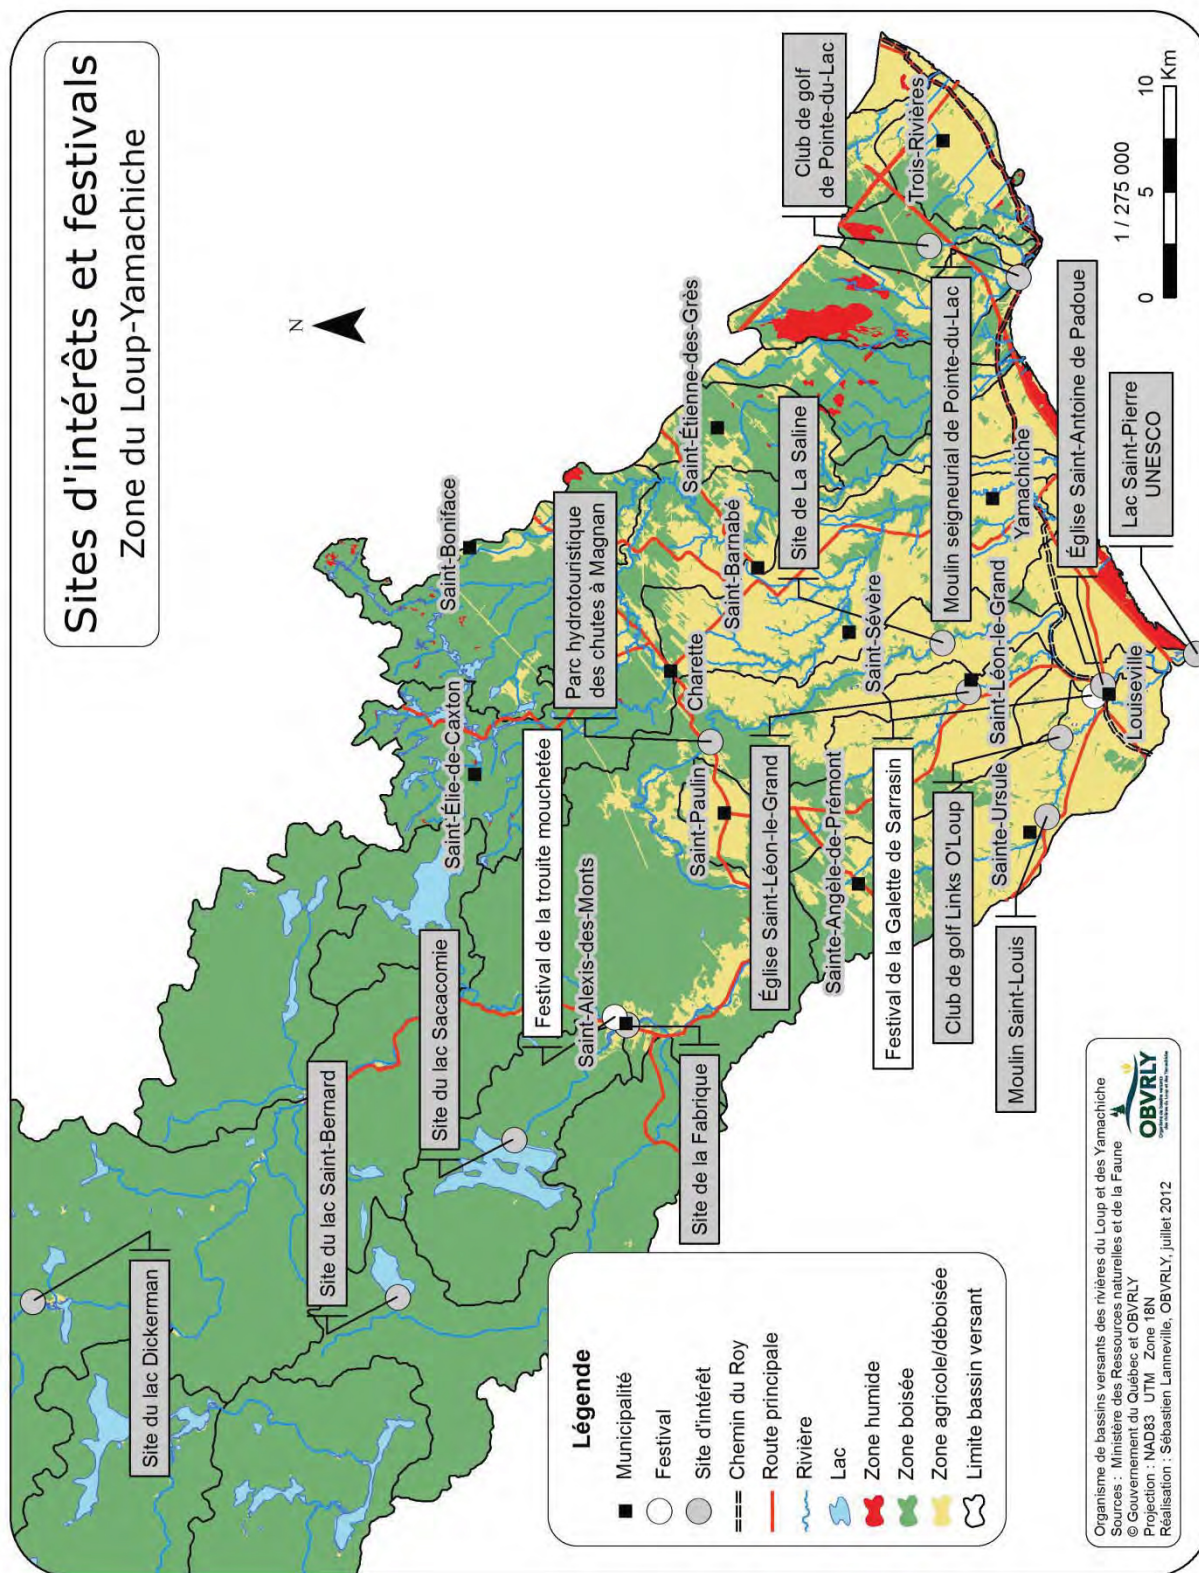 Sites d'intérêts et festivals
Zone du Loup-Yamachiche
N
Site du lac Dickerman
Site du lac Saint-Bernard
Site du lac Sacacomie
Festival de la truite mouchetée
Saint-Alexis-des-Monts
Site de la Fabrique
Saint-Élie-de-Caxton
Saint-Boniface
Parc hydrotouristique
des chutes à Magnan
Charette
Saint-Paulin
Saint-Étienne-des-Grès
Saint-Barnabé
Site de La Saline
Saint-Sévère
Église Saint-Léon-le-Grand
Sainte-Angèle-de-Prémont
Festival de la Galette de Sarrasin
Club de golf Links O'Loup
Saint-Léon-le-Grand
Sainte-Ursule
Moulin Saint-Louis
Louiseville
Club de golf
de Pointe-du-Lac
Trois-Rivières
Moulin seigneurial de Pointe-du-Lac
Yamachiche
Église Saint-Antoine de Padoue
Lac Saint-Pierre
UNESCO
1 / 275 000
0 5 10
Km
Légende
Municipalité
Festival
Site d'intérêt
Chemin du Roy
Route principale
Rivière
Lac
Zone humide
Zone boisée
Zone agricole/déboisée
Limite bassin versant
Organisme de bassins versants des rivières du Loup et des Yamachiche
Sources : Ministère des Ressources naturelles et de la Faune
© Gouvernement du Québec et OBVRLY
Projection : NAD83 UTM Zone 18N
Réalisation : Sébastien Lanneville, OBVRLY, juillet 2012
OBVRLY